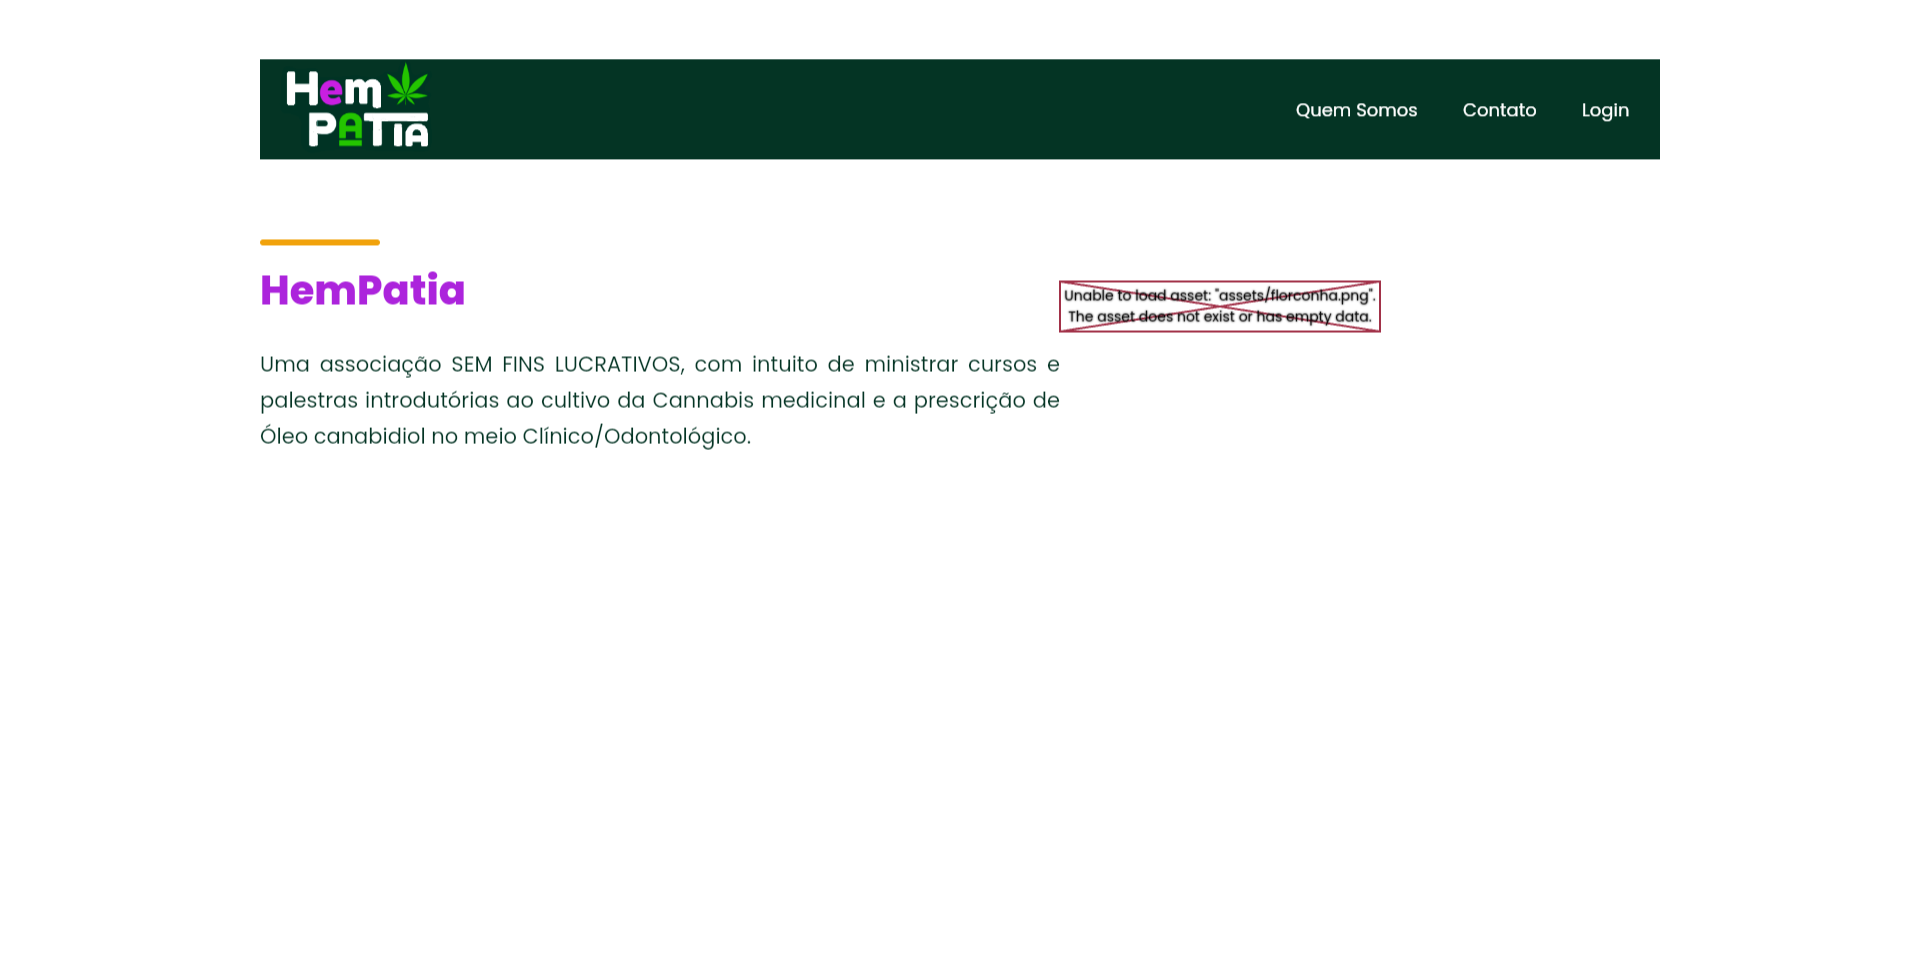 Hem
PATIA
Quem Somos Contato Login
HemPatia
Unable to load asset: "assets/florconha.png".
The asset does not exist or has empty data.
Uma associação SEM FINS LUCRATIVOS, com intuito de ministrar cursos e
palestras introdutórias ao cultivo da Cannabis medicinal e a prescrição de
Óleo canabidiol no meio Clínico/Odontológico.